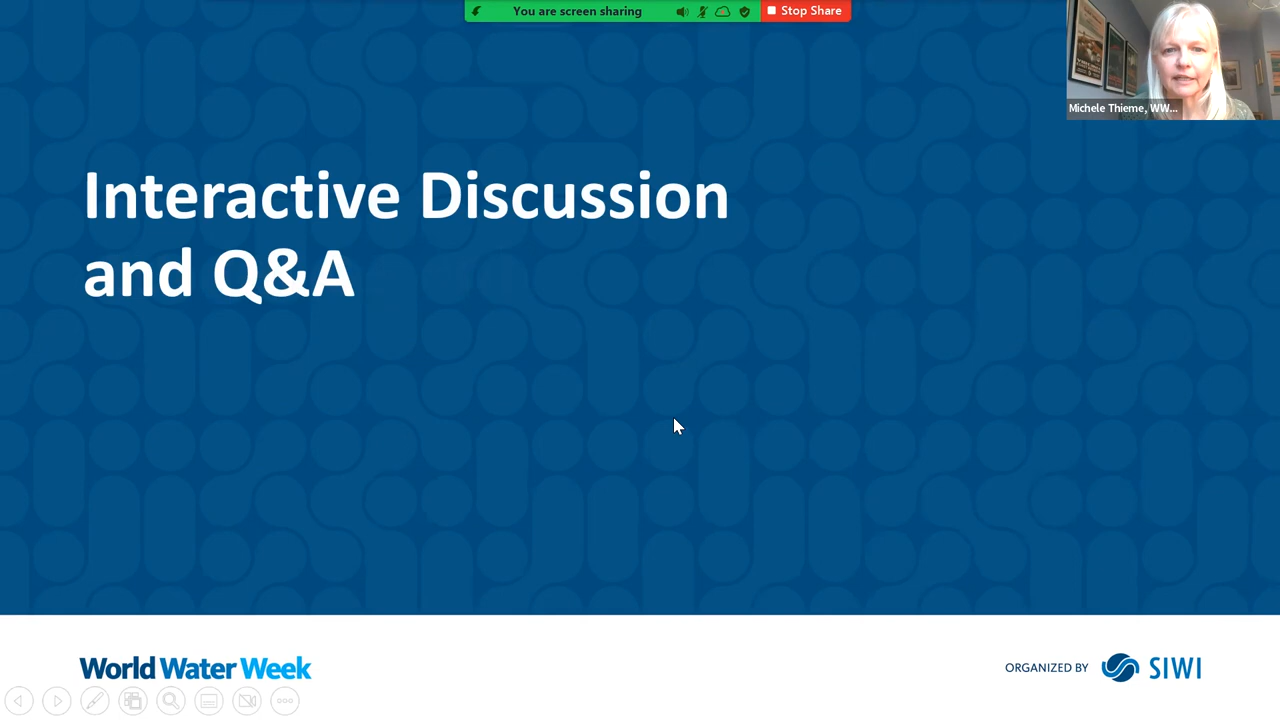 You are screen sharing
Stop Share
Michele Thieme, WW...
Interactive Discussion
and Q&A
World Water Week
ORGANIZED BY SIWI